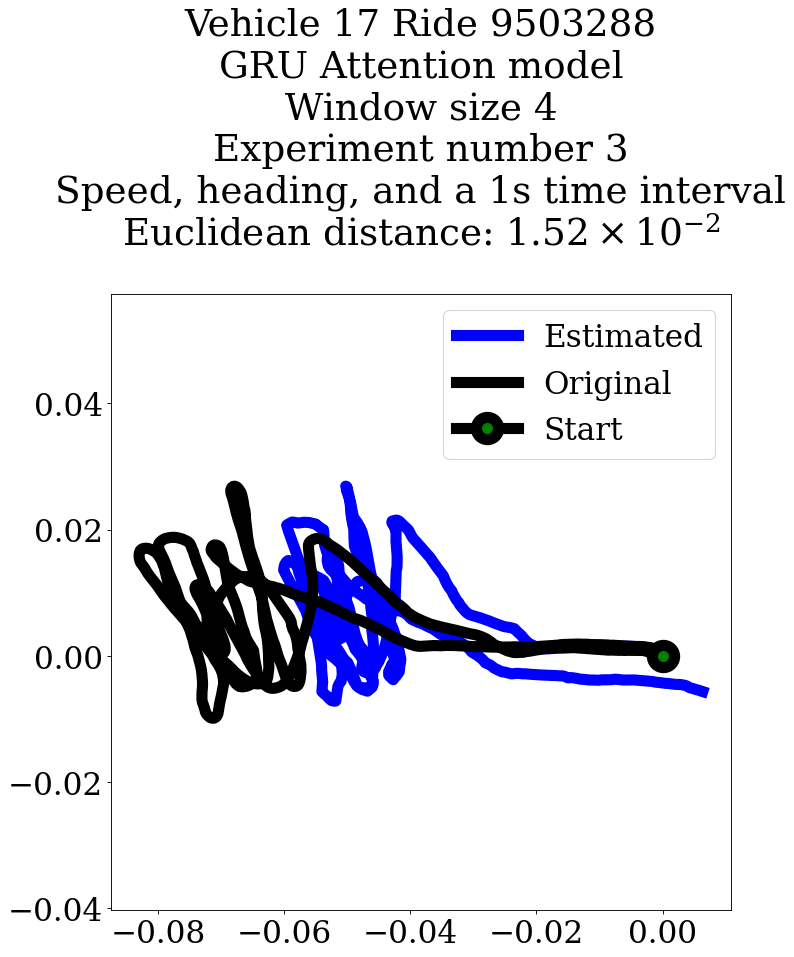 Vehicle 17 Ride 9503288
GRU Attention model
Window size 4
Experiment number 3
Speed, heading, and a 1s time interval
Euclidean distance: 1.52 × 10⁻²
Estimated
Original
Start
0.04
0.02
0.00
−0.02
−0.04
−0.08 −0.06 −0.04 −0.02 0.00